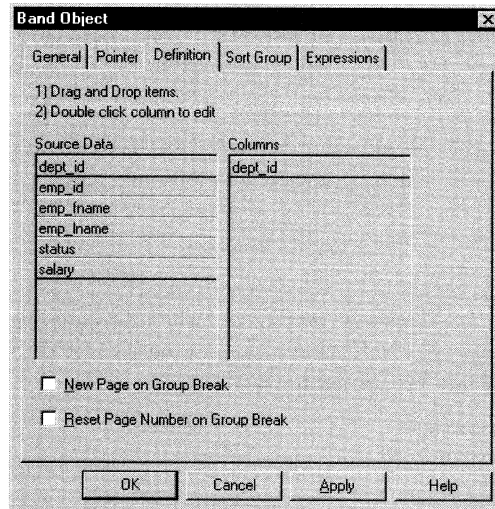 Band Object
General Pointer Definition Sort Group Expressions
1) Drag and Drop items.
2) Double click column to edit
Source Data Columns
dept_id dept_id
emp_id
emp_fname
emp_lname
status
salary
New Page on Group Break
Reset Page Number on Group Break
OK Cancel Apply Help